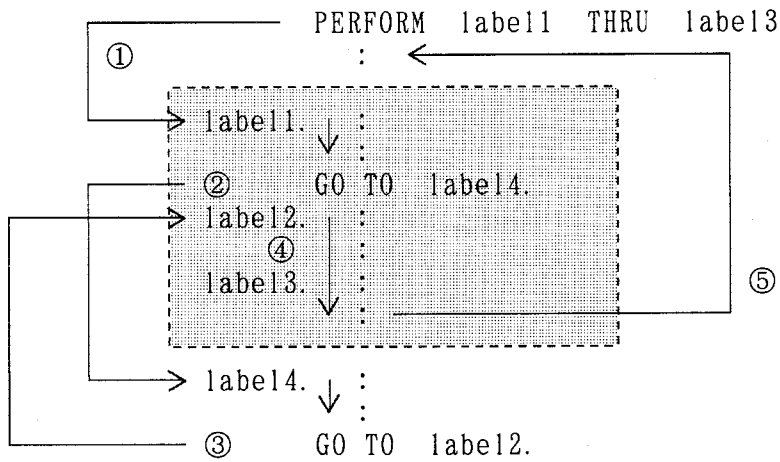 PERFORM label1 THRU label3
①
:
label1.
② GO TO label4.
label2.
④
label3.
⑤
label4.
③ GO TO label2.